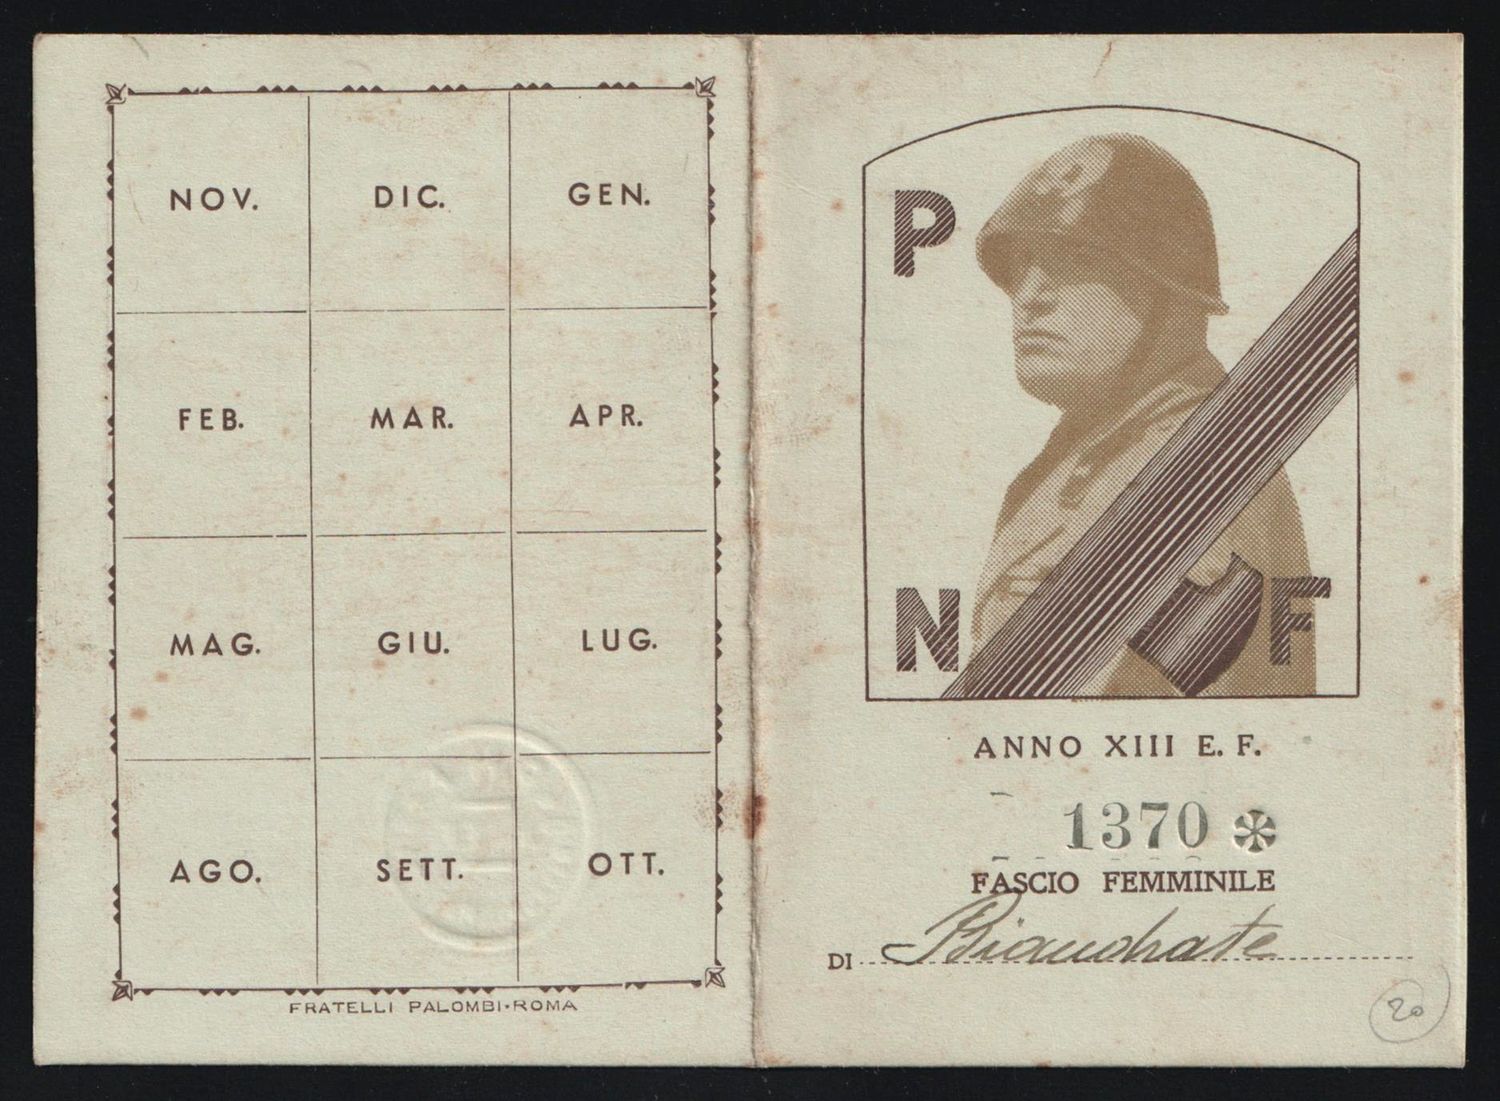 NOV. DIC. GEN.
FEB. MAR. APR.
MAG. GIU. LUG.
AGO. SETT. OTT.
FRATELLI PALOMBI·ROMA
P
N F
ANNO XIII E. F.
1370
FASCIO FEMMINILE
DI Biandrate
20